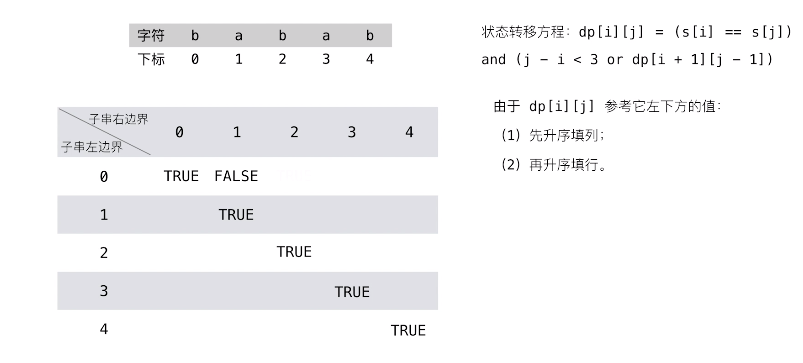 字符 b a b a b
下标 0 1 2 3 4
状态转移方程：dp[i][j] = (s[i] == s[j])
and (j - i < 3 or dp[i + 1][j - 1])
由于 dp[i][j] 参考它左下方的值：
(1) 先升序填列；
(2) 再升序填行。
子串右边界
子串左边界
0 1 2 3 4
0 TRUE FALSE
1 TRUE
2 TRUE
3 TRUE
4 TRUE